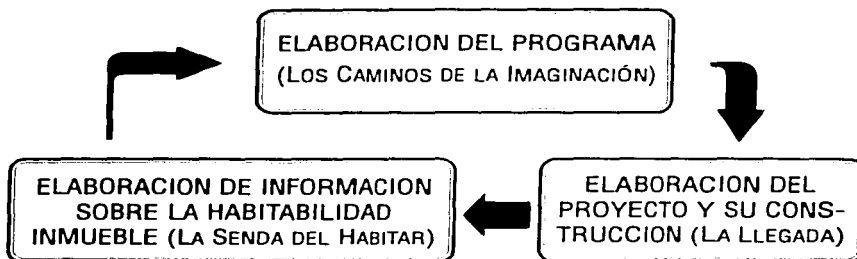 ELABORACION DEL PROGRAMA
(LOS CAMINOS DE LA IMAGINACIÓN)
ELABORACION DE INFORMACION
SOBRE LA HABITABILIDAD
INMUEBLE (LA SENDA DEL HABITAR)
ELABORACION DEL
PROYECTO Y SU CONS-
TRUCCION (LA LLEGADA)